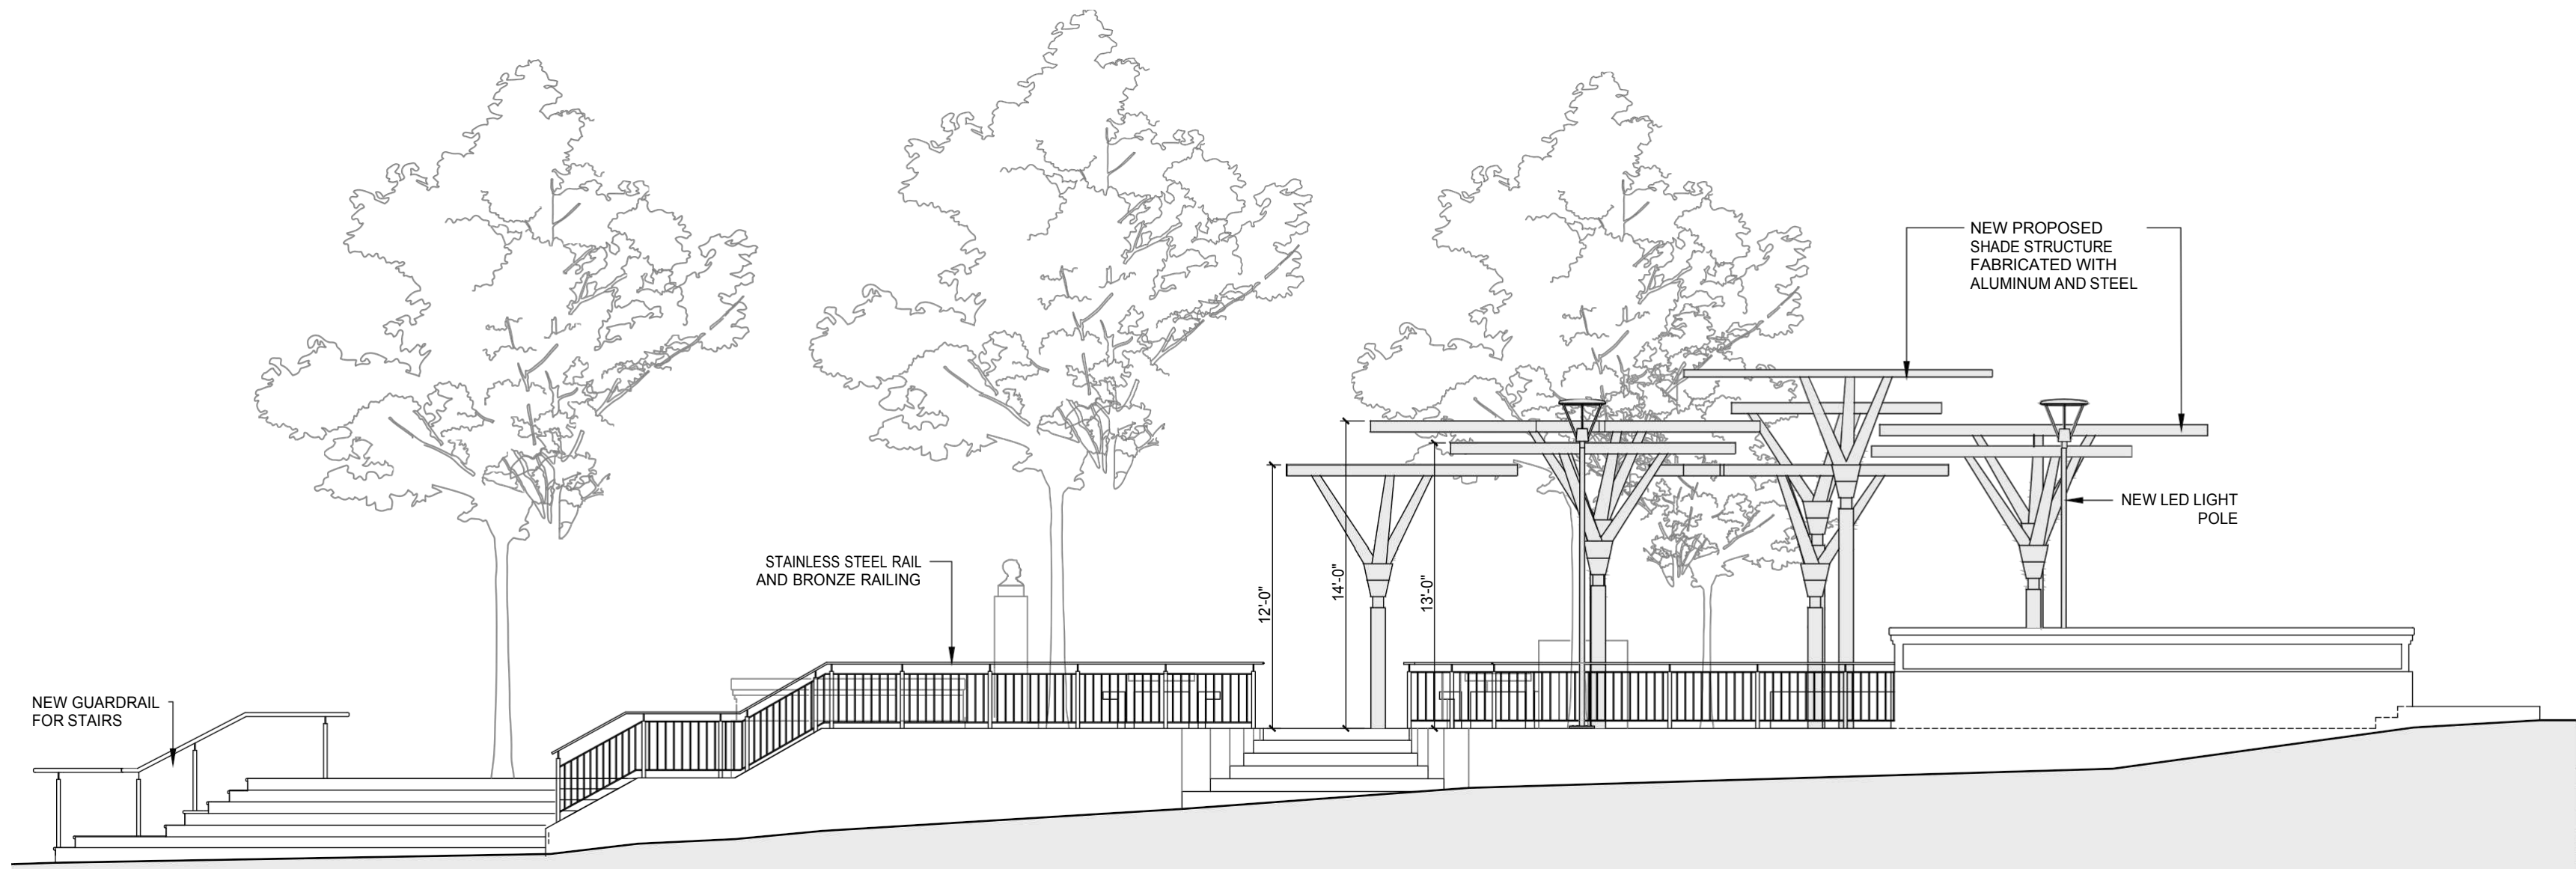 NEW PROPOSED
SHADE STRUCTURE
FABRICATED WITH
ALUMINUM AND STEEL
NEW LED LIGHT
POLE
STAINLESS STEEL RAIL
AND BRONZE RAILING
12'-0"
14'-0"
13'-0"
NEW GUARDRAIL
FOR STAIRS